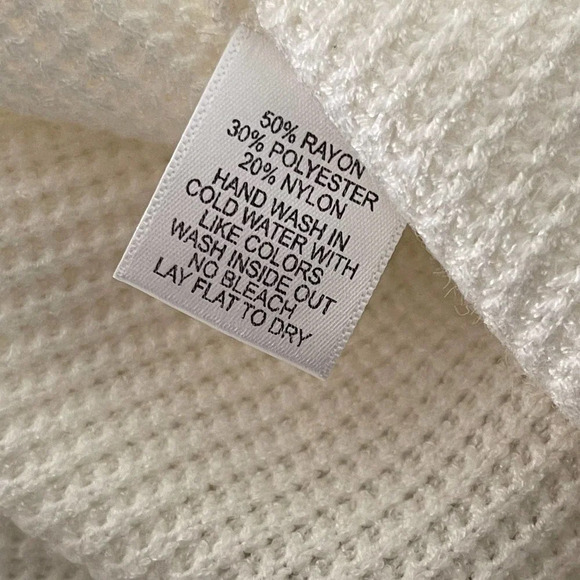 50% RAYON
30% POLYESTER
20% NYLON
HAND WASH IN
COLD WATER WITH
LIKE COLORS
WASH INSIDE OUT
NO BLEACH
LAY FLAT TO DRY